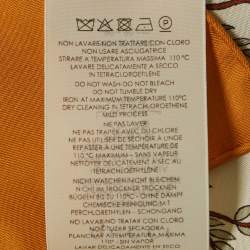 NON LAVARE NON TRATTARE CON CLORO
NON USARE ASCIUGATRICE
STIRARE A TEMPERATURA MASSIMA 110°C
LAVARE DELICATAMENTE A SECCO
IN TETRACLOROETILENE
DO NOT WASH DO NOT BLEACH
DO NOT TUMBLE DRY
IRON AT MAXIMUM TEMPERATURE 110°C
DRY CLEANING IN TETRACHLOROETHENE
MILD PROCESS
NE PAS LAVER
NE PAS TRAITER AVEC DU CHLORE
NE PAS UTILISER DE SÉCHOIR À LINGE
REPASSER À UNE TEMPÉRATURE DE
110 °C MAXIMUM - SANS VAPEUR
NETTOYER DÉLICATEMENT À SEC AU
TÉTRACHLORÉTHYLÈNE
NICHT WASCHEN NICHT BLEICHEN
NICHT IM TROCKNER TROCKNEN
BÜGELN BIS ZU 110°C - OHNE DAMPF
CHEMISCHE REINIGUNG MIT
PERCHLORETHYLEN - SCHONGANG
NO LAVAR NO TRATAR CON CLORO
NO USAR SECADORA
PLANCHAR A TEMPERATURA MÁXIMA
110° - SIN VAPOR